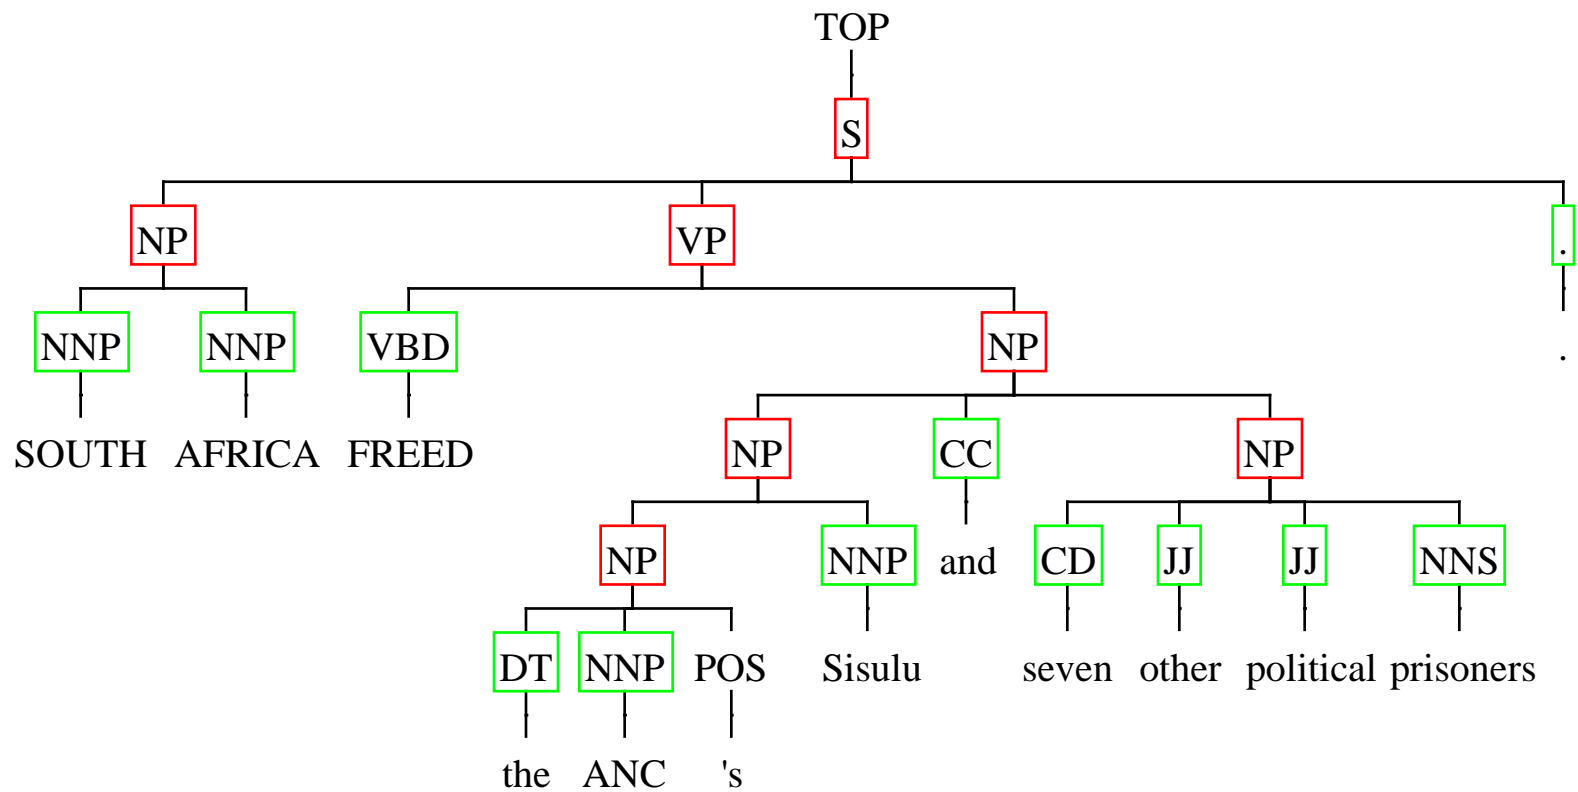 TOP
S
NP VP .
NNP NNP VBD NP .
SOUTH AFRICA FREED NP CC NP
NP NNP and CD JJ JJ NNS
DT NNP POS Sisulu seven other political prisoners
the ANC 's